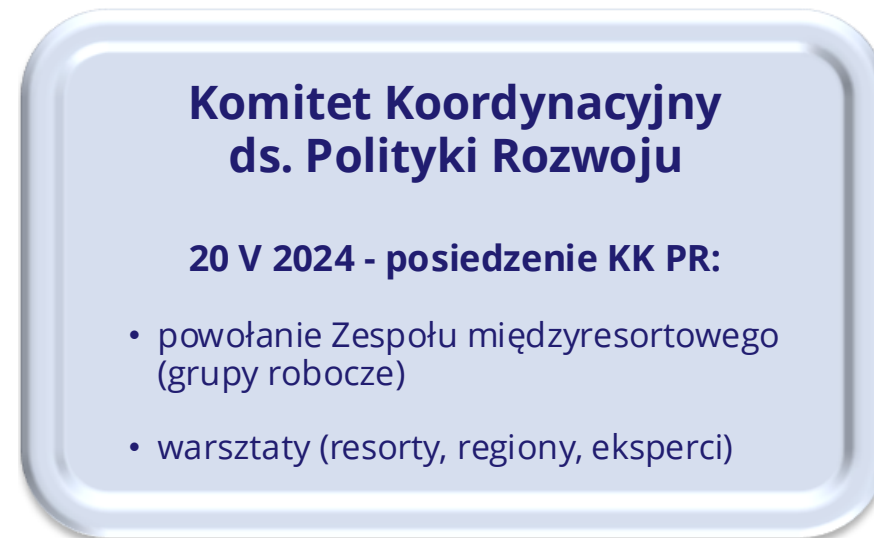 Komitet Koordynacyjny
ds. Polityki Rozwoju
20 V 2024 - posiedzenie KK PR:
• powołanie Zespołu międzyresortowego
(grupy robocze)
• warsztaty (resorty, regiony, eksperci)